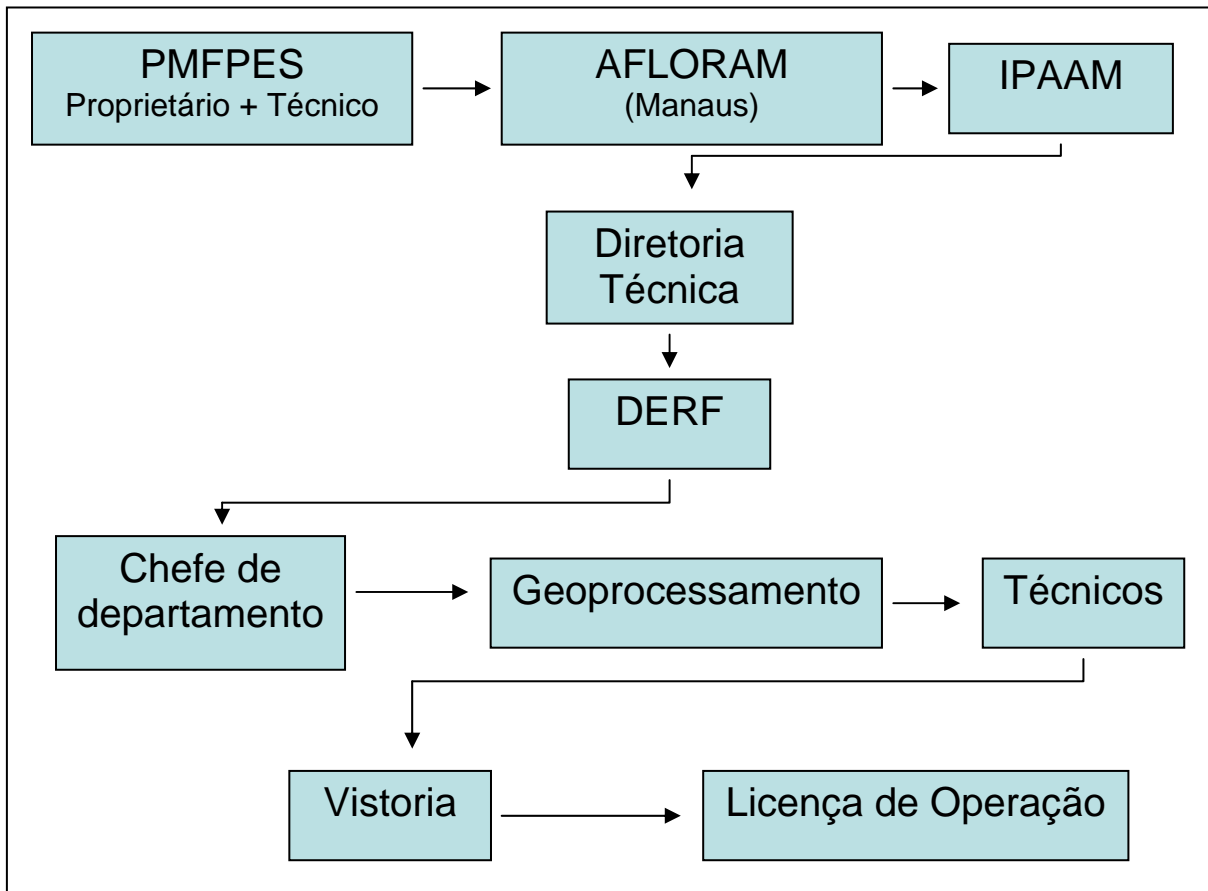 PMFPES
Proprietário + Técnico
AFLORAM
(Manaus)
IPAAM
Diretoria
Técnica
DERF
Chefe de
departamento
Geoprocessamento
Técnicos
Vistoria
Licença de Operação